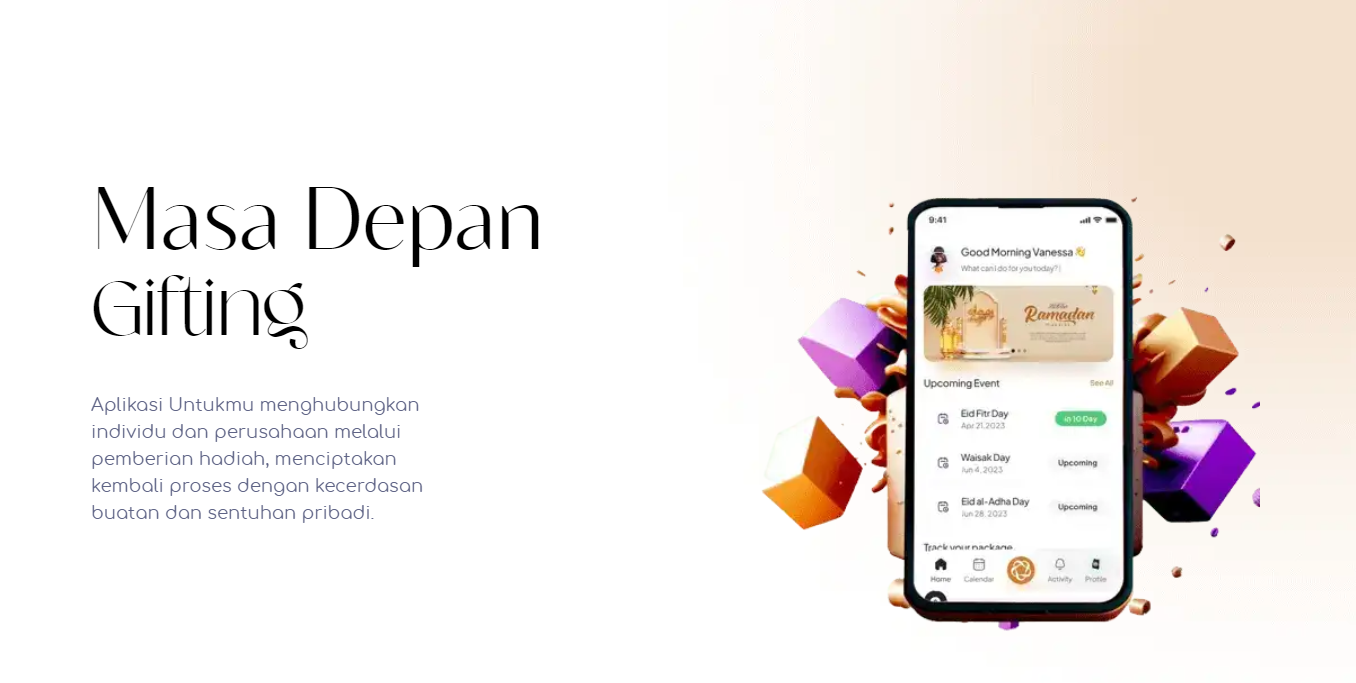 Masa Depan
Gifting
Aplikasi Untukmu menghubungkan
individu dan perusahaan melalui
pemberian hadiah, menciptakan
kembali proses dengan kecerdasan
buatan dan sentuhan pribadi.
9:41
Good Morning Vanessa 👋
What can i do for you today? |
Ramadan
Upcoming Event
See All
Eid Fitr Day
Apr 21,2023
in 10 Day
Waisak Day
Jun 4, 2023
Upcoming
Eid al-Adha Day
Jun 28, 2023
Upcoming
Track your package
Home
Calendar
Activity
Profile